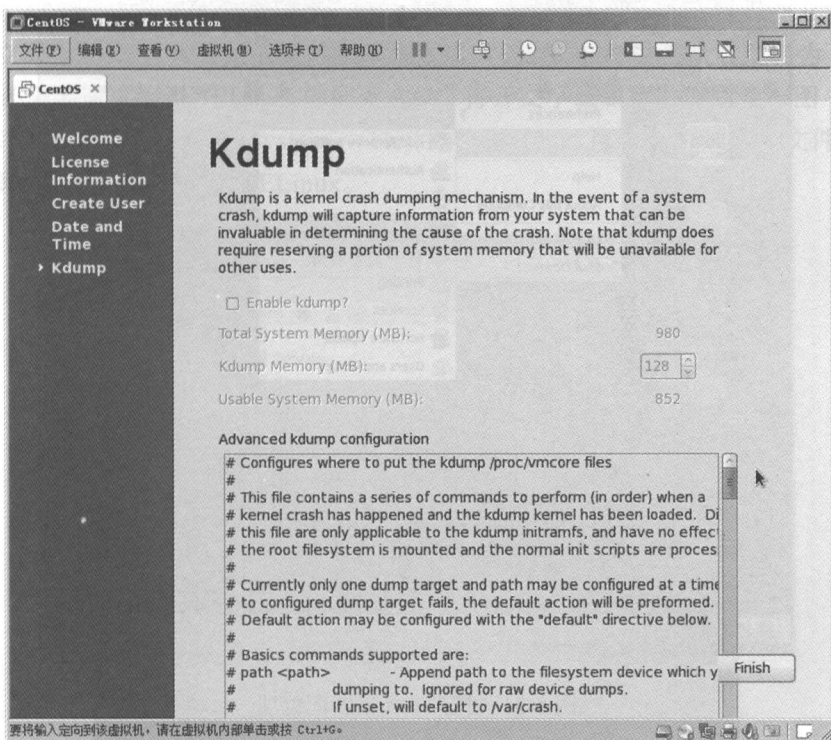 CentOS - VMware Workstation
文件(F) 编辑(E) 查看(V) 虚拟机(M) 选项卡(T) 帮助(H)
CentOS ×
Welcome
License
Information
Create User
Date and
Time
Kdump
Kdump
Kdump is a kernel crash dumping mechanism. In the event of a system
crash, kdump will capture information from your system that can be
invaluable in determining the cause of the crash. Note that kdump does
require reserving a portion of system memory that will be unavailable for
other uses.
Enable kdump?
Total System Memory (MB): 980
Kdump Memory (MB): 128
Usable System Memory (MB): 852
Advanced kdump configuration
# Configures where to put the kdump /proc/vmcore files
#
# This file contains a series of commands to perform (in order) when a
# kernel crash has happened and the kdump kernel has been loaded. Di
# this file are only applicable to the kdump initramfs, and have no effec
# the root filesystem is mounted and the normal init scripts are proces
#
# Currently only one dump target and path may be configured at a time
# to configured dump target fails, the default action will be preformed.
# Default action may be configured with the "default" directive below.
#
# Basics commands supported are:
# path <path> - Append path to the filesystem device which y
# dumping to. Ignored for raw device dumps.
# If unset, will default to /var/crash.
Finish
要将输入定向到该虚拟机，请在虚拟机内部单击或按 Ctrl+G。